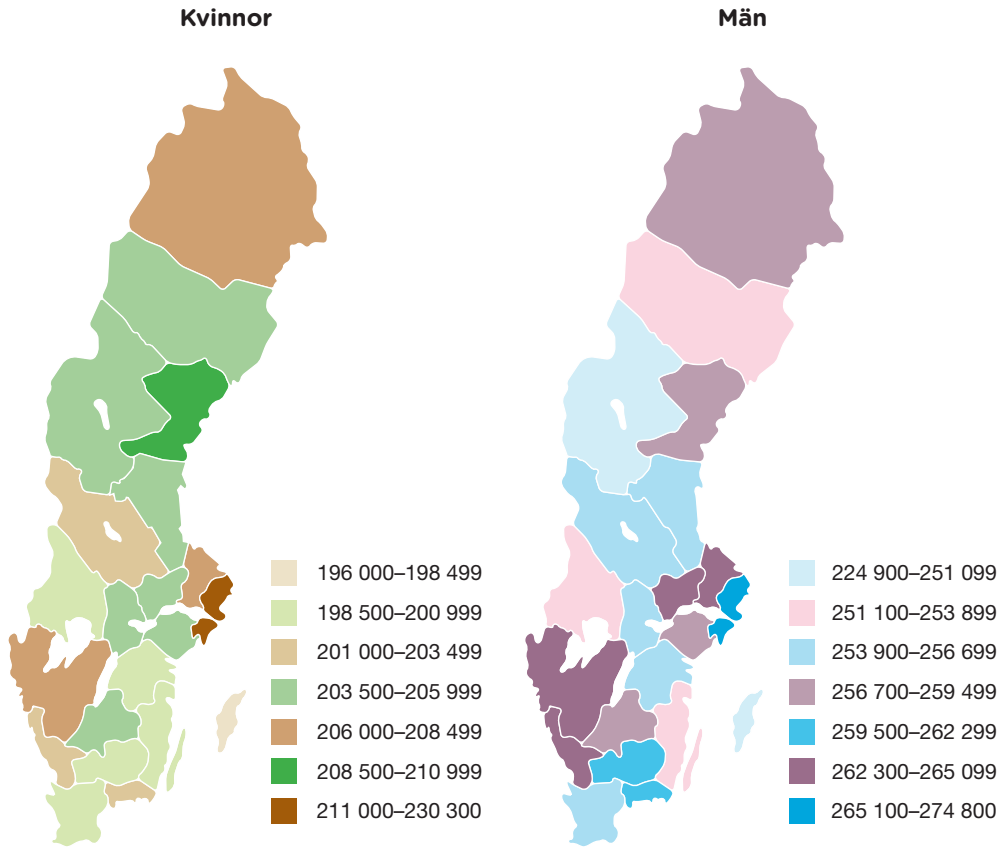 Kvinnor
Män
196 000–198 499
198 500–200 999
201 000–203 499
203 500–205 999
206 000–208 499
208 500–210 999
211 000–230 300
224 900–251 099
251 100–253 899
253 900–256 699
256 700–259 499
259 500–262 299
262 300–265 099
265 100–274 800